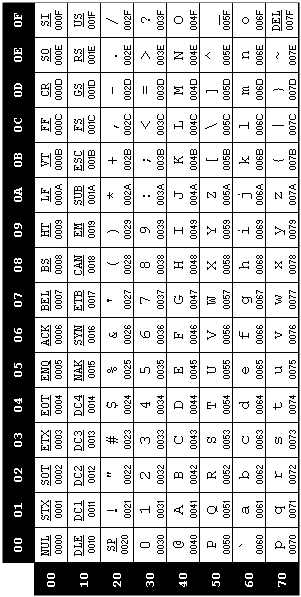 00 01 02 03 04 05 06 07 08 09 0A 0B 0C 0D 0E 0F
00 NUL STX SOT ETX EOT ENQ ACK BEL BS HT LF VT FF CR SO SI
0000 0001 0002 0003 0004 0005 0006 0007 0008 0009 000A 000B 000C 000D 000E 000F
10 DLE DC1 DC2 DC3 DC4 NAK SYN ETB CAN EM SUB ESC FS GS RS US
0010 0011 0012 0013 0014 0015 0016 0017 0018 0019 001A 001B 001C 001D 001E 001F
20 SP ! " # $ % & ' ( ) * + , - . /
0020 0021 0022 0023 0024 0025 0026 0027 0028 0029 002A 002B 002C 002D 002E 002F
30 0 1 2 3 4 5 6 7 8 9 : ; < = > ?
0030 0031 0032 0033 0034 0035 0036 0037 0038 0039 003A 003B 003C 003D 003E 003F
40 @ A B C D E F G H I J K L M N O
0040 0041 0042 0043 0044 0045 0046 0047 0048 0049 004A 004B 004C 004D 004E 004F
50 P Q R S T U V W X Y Z [ \ ] ^ _
0050 0051 0052 0053 0054 0055 0056 0057 0058 0059 005A 005B 005C 005D 005E 005F
60 ` a b c d e f g h i j k l m n o
0060 0061 0062 0063 0064 0065 0066 0067 0068 0069 006A 006B 006C 006D 006E 006F
70 p q r s t u v w x y z { | } ~ DEL
0070 0071 0072 0073 0074 0075 0076 0077 0078 0079 007A 007B 007C 007D 007E 007F